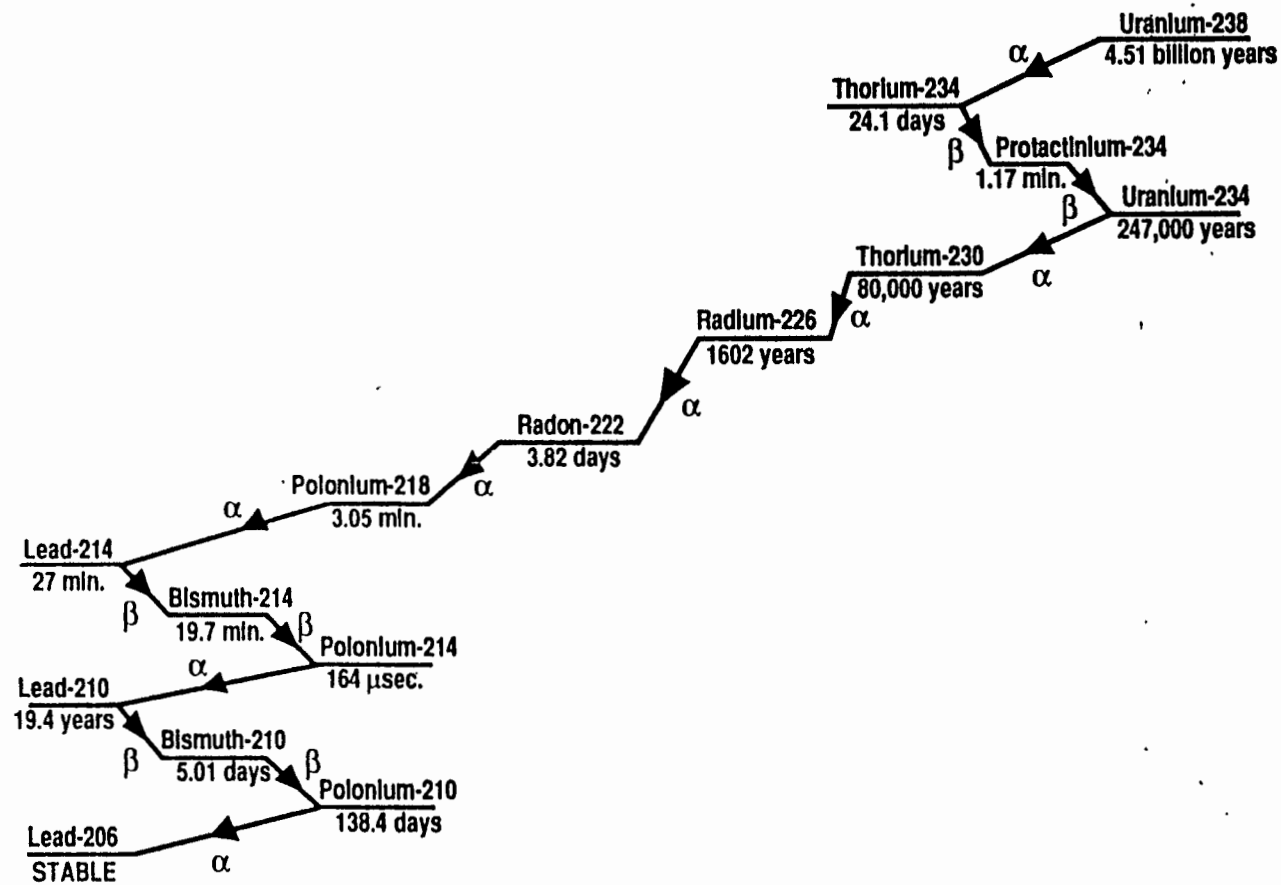 Uranium-238
4.51 billion years
α
Thorium-234
24.1 days
β
Protactinium-234
1.17 min.
β
Uranium-234
247,000 years
α
Thorium-230
80,000 years
α
Radium-226
1602 years
α
Radon-222
3.82 days
α
Polonium-218
3.05 min.
α
Lead-214
27 min.
β
Bismuth-214
19.7 min.
β
Polonium-214
164 μsec.
α
Lead-210
19.4 years
β
Bismuth-210
5.01 days
β
Polonium-210
138.4 days
α
Lead-206
STABLE